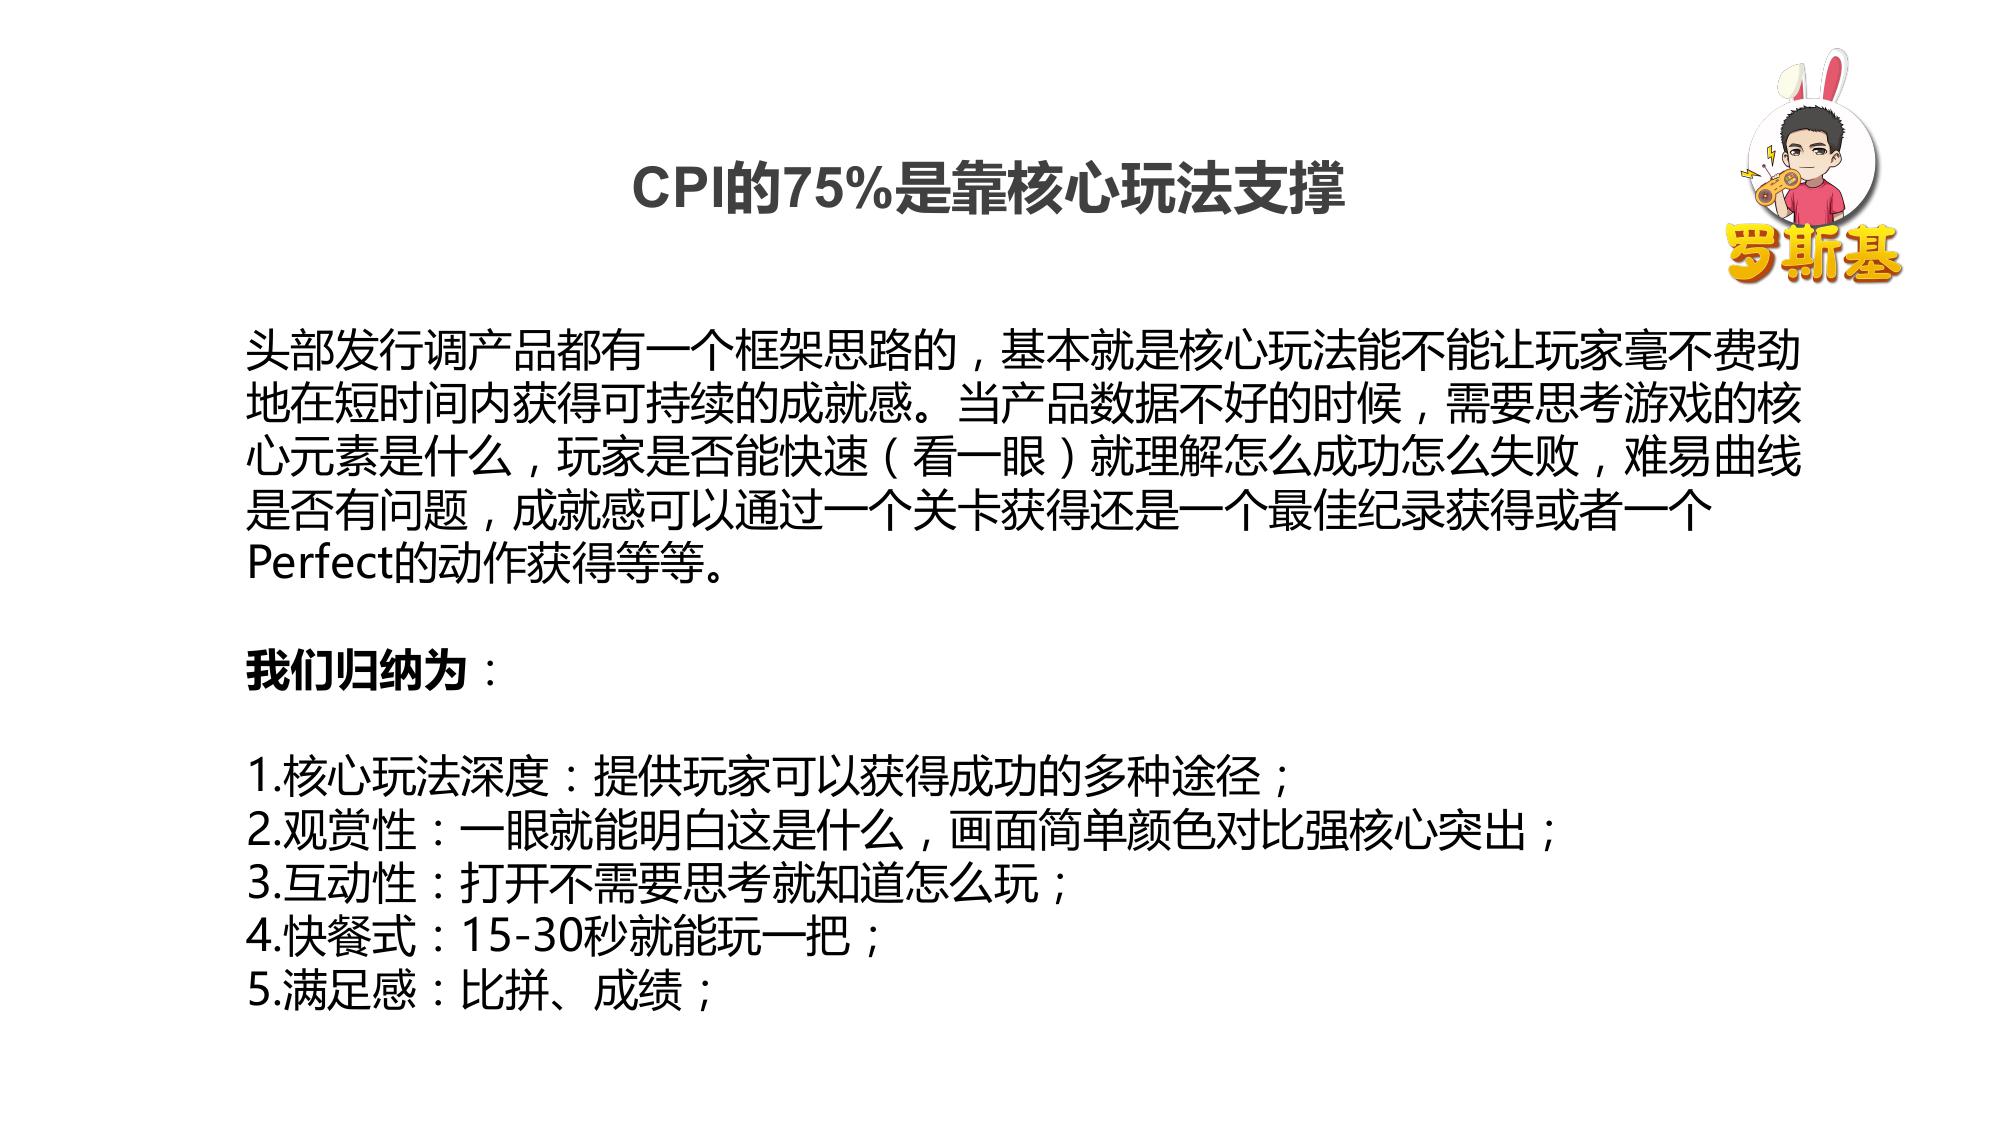 CPI的75%是靠核心玩法支撑
罗斯基
头部发行调产品都有一个框架思路的，基本就是核心玩法能不能让玩家毫不费劲
地在短时间内获得可持续的成就感。当产品数据不好的时候，需要思考游戏的核
心元素是什么，玩家是否能快速（看一眼）就理解怎么成功怎么失败，难易曲线
是否有问题，成就感可以通过一个关卡获得还是一个最佳纪录获得或者一个
Perfect的动作获得等等。
我们归纳为：
1.核心玩法深度：提供玩家可以获得成功的多种途径；
2.观赏性：一眼就能明白这是什么，画面简单颜色对比强核心突出；
3.互动性：打开不需要思考就知道怎么玩；
4.快餐式：15-30秒就能玩一把；
5.满足感：比拼、成绩；